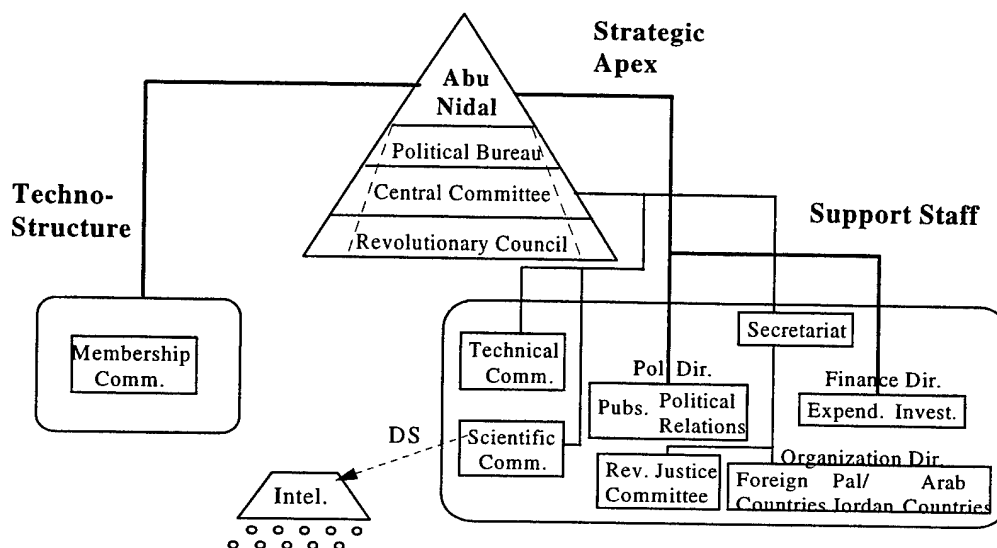 Strategic
Apex
Abu
Nidal
Political Bureau
Central Committee
Revolutionary Council
Techno-
Structure
Support Staff
Membership
Comm.
Technical
Comm.
Secretariat
Pol. Dir.
Pubs. Political
Relations
Finance Dir.
Expend. Invest.
DS
Scientific
Comm.
Rev. Justice
Committee
Organization Dir.
Foreign Pal/ Arab
Countries Jordan Countries
Intel.